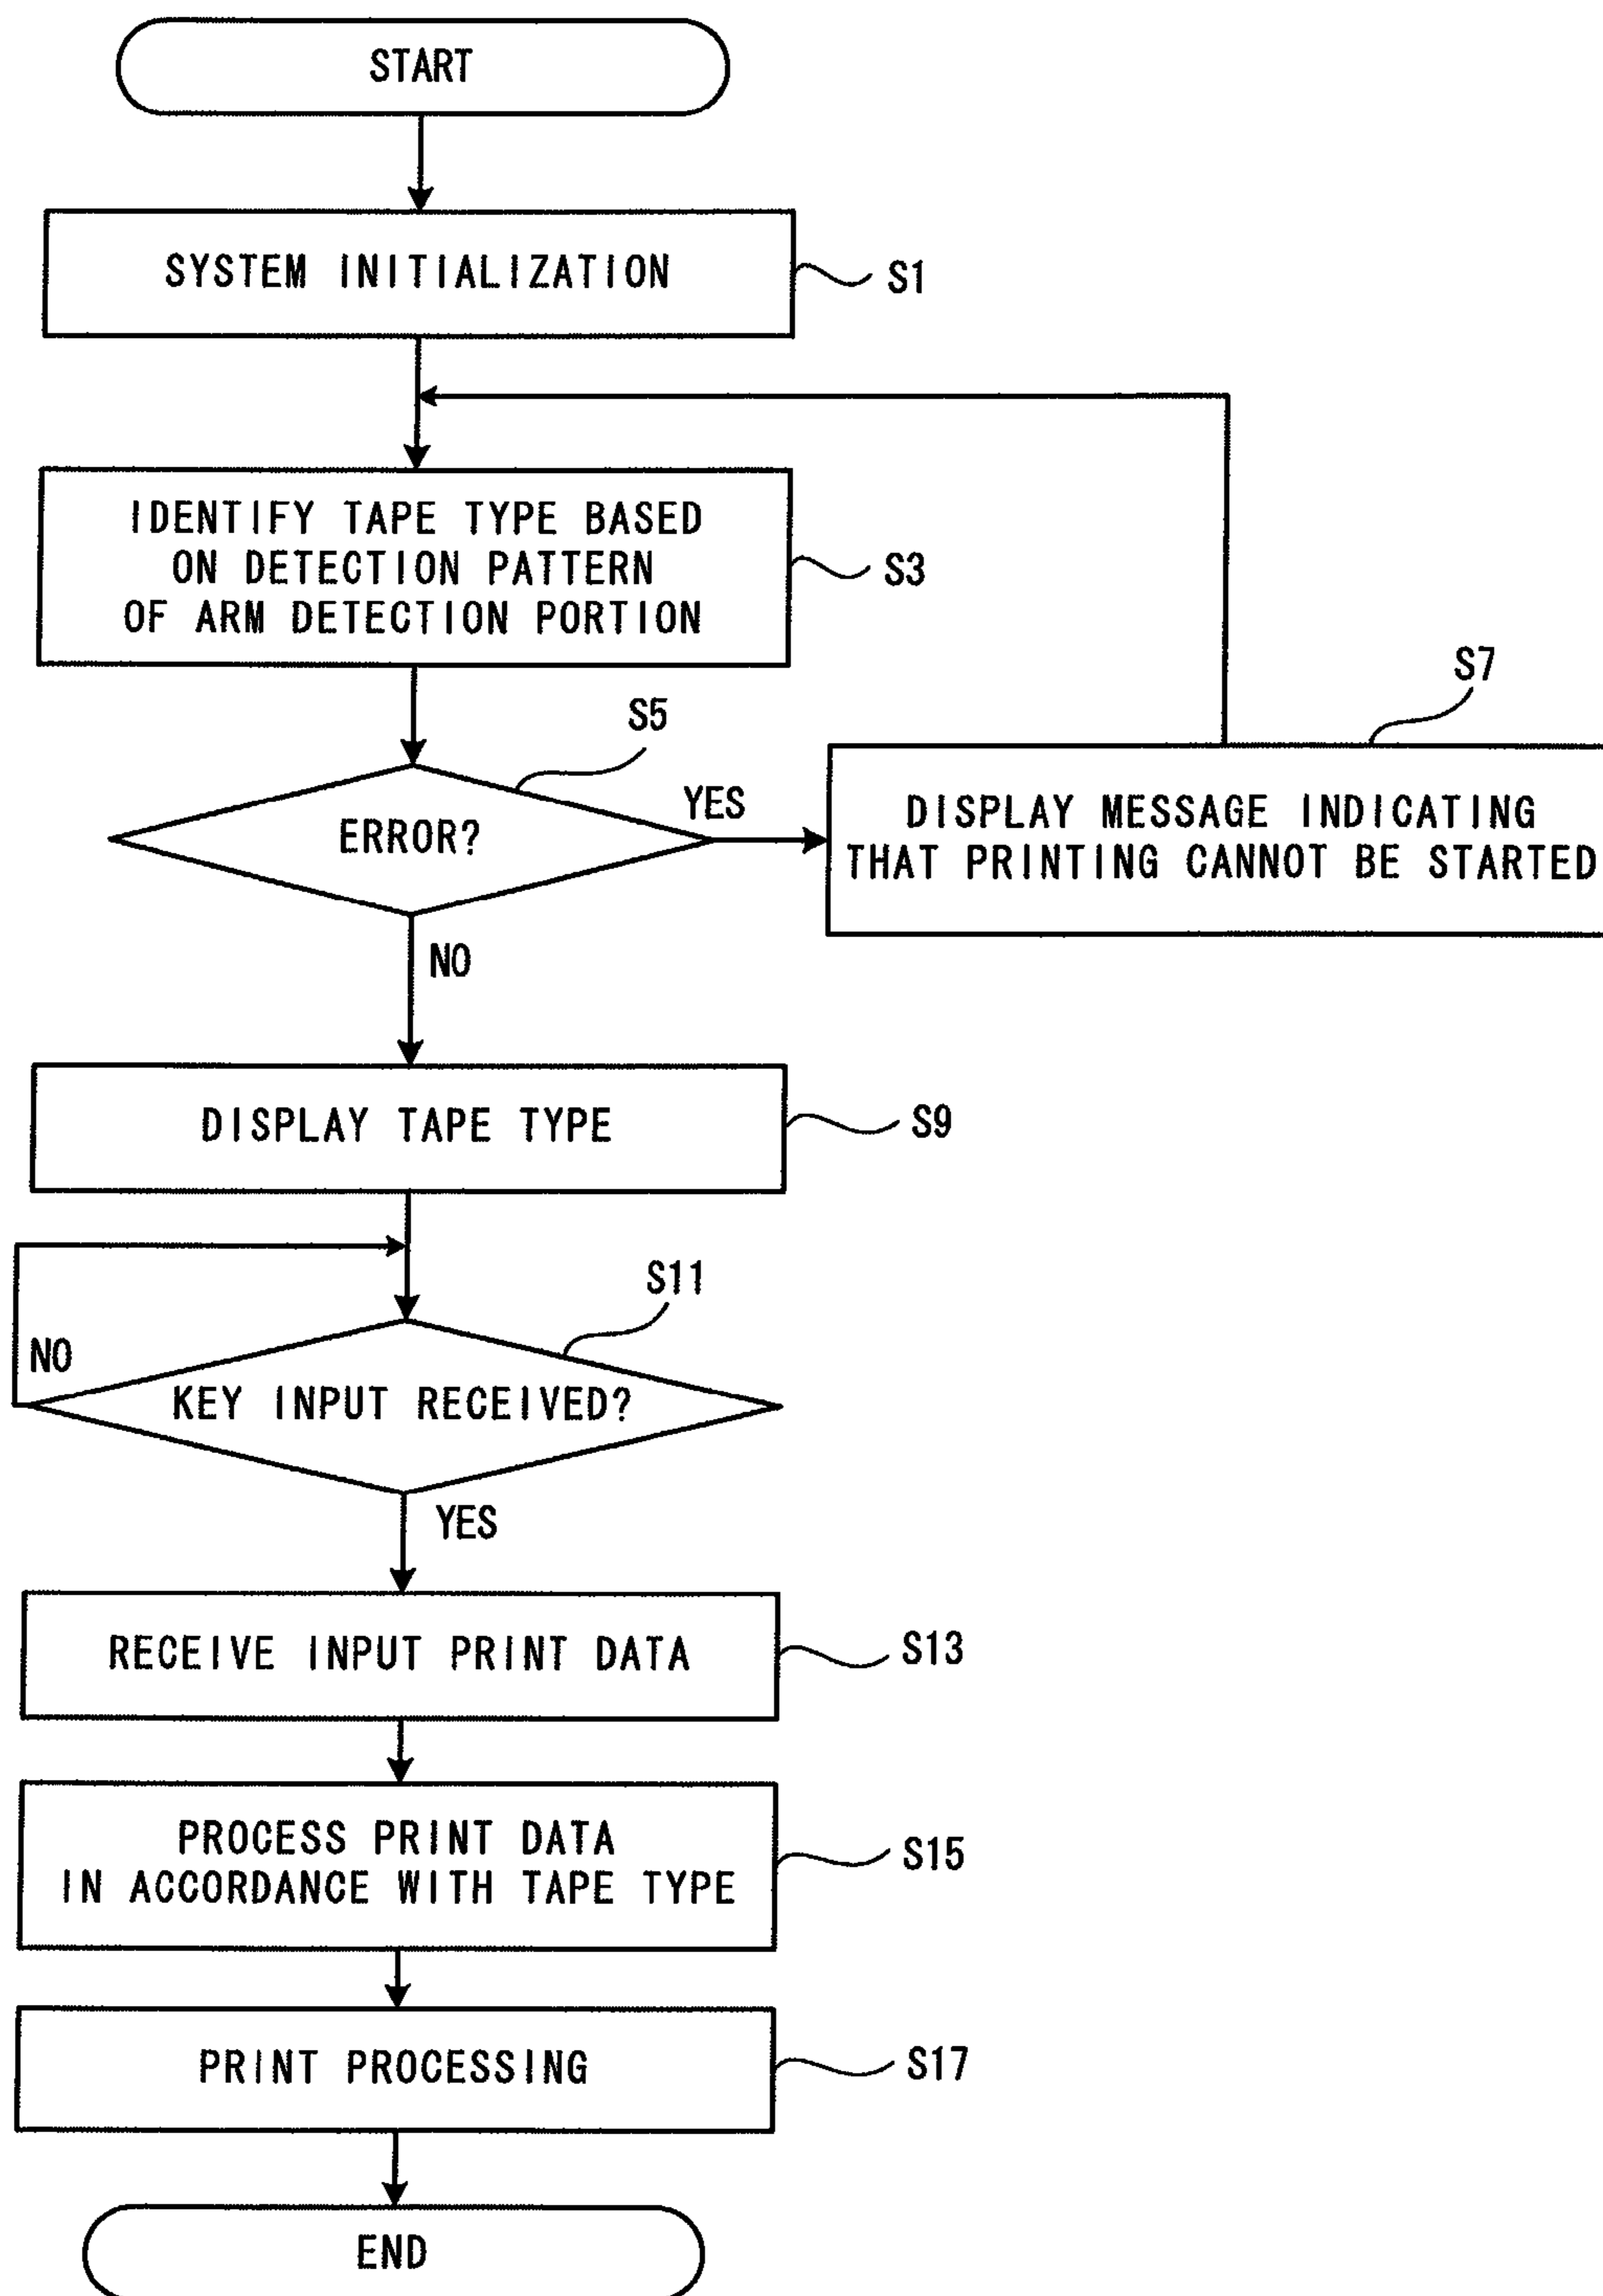 START
SYSTEM INITIALIZATION
S1
IDENTIFY TAPE TYPE BASED
ON DETECTION PATTERN
OF ARM DETECTION PORTION
S3
S5
ERROR?
YES
NO
S7
DISPLAY MESSAGE INDICATING
THAT PRINTING CANNOT BE STARTED
DISPLAY TAPE TYPE
S9
S11
NO
KEY INPUT RECEIVED?
YES
RECEIVE INPUT PRINT DATA
S13
PROCESS PRINT DATA
IN ACCORDANCE WITH TAPE TYPE
S15
PRINT PROCESSING
S17
END